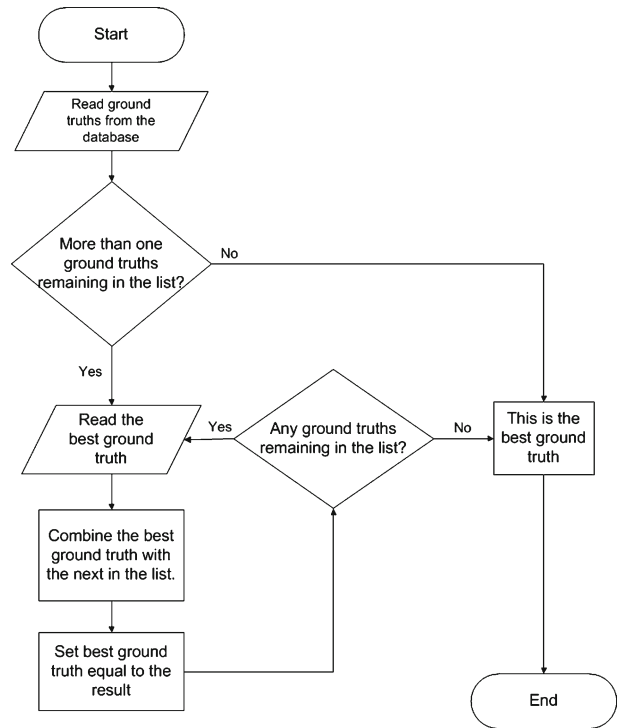 Start
Read ground
truths from the
database
More than one
ground truths
remaining in the list?
No
Yes
Read the
best ground
truth
Yes
Any ground truths
remaining in the list?
No
This is the
best ground
truth
Combine the best
ground truth with
the next in the list.
Set best ground
truth equal to the
result
End